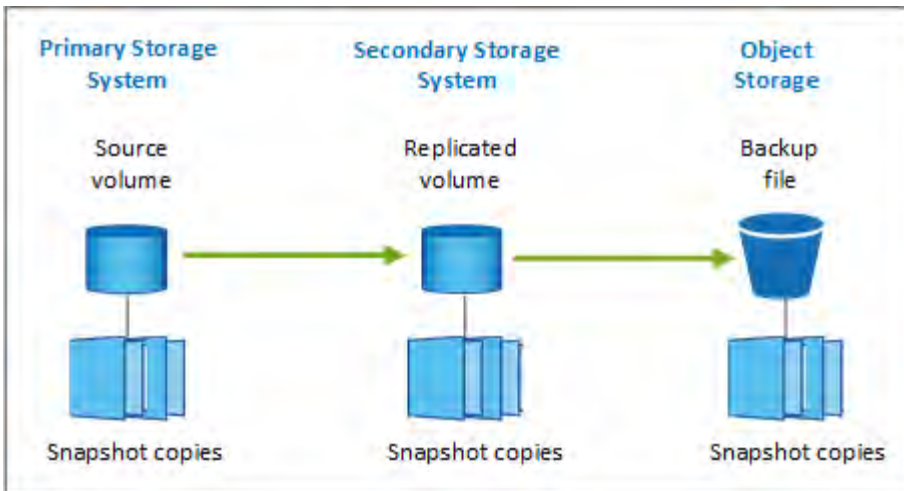 Primary Storage
System
Secondary Storage
System
Object
Storage
Source
volume
Replicated
volume
Backup
file
Snapshot copies
Snapshot copies
Snapshot copies